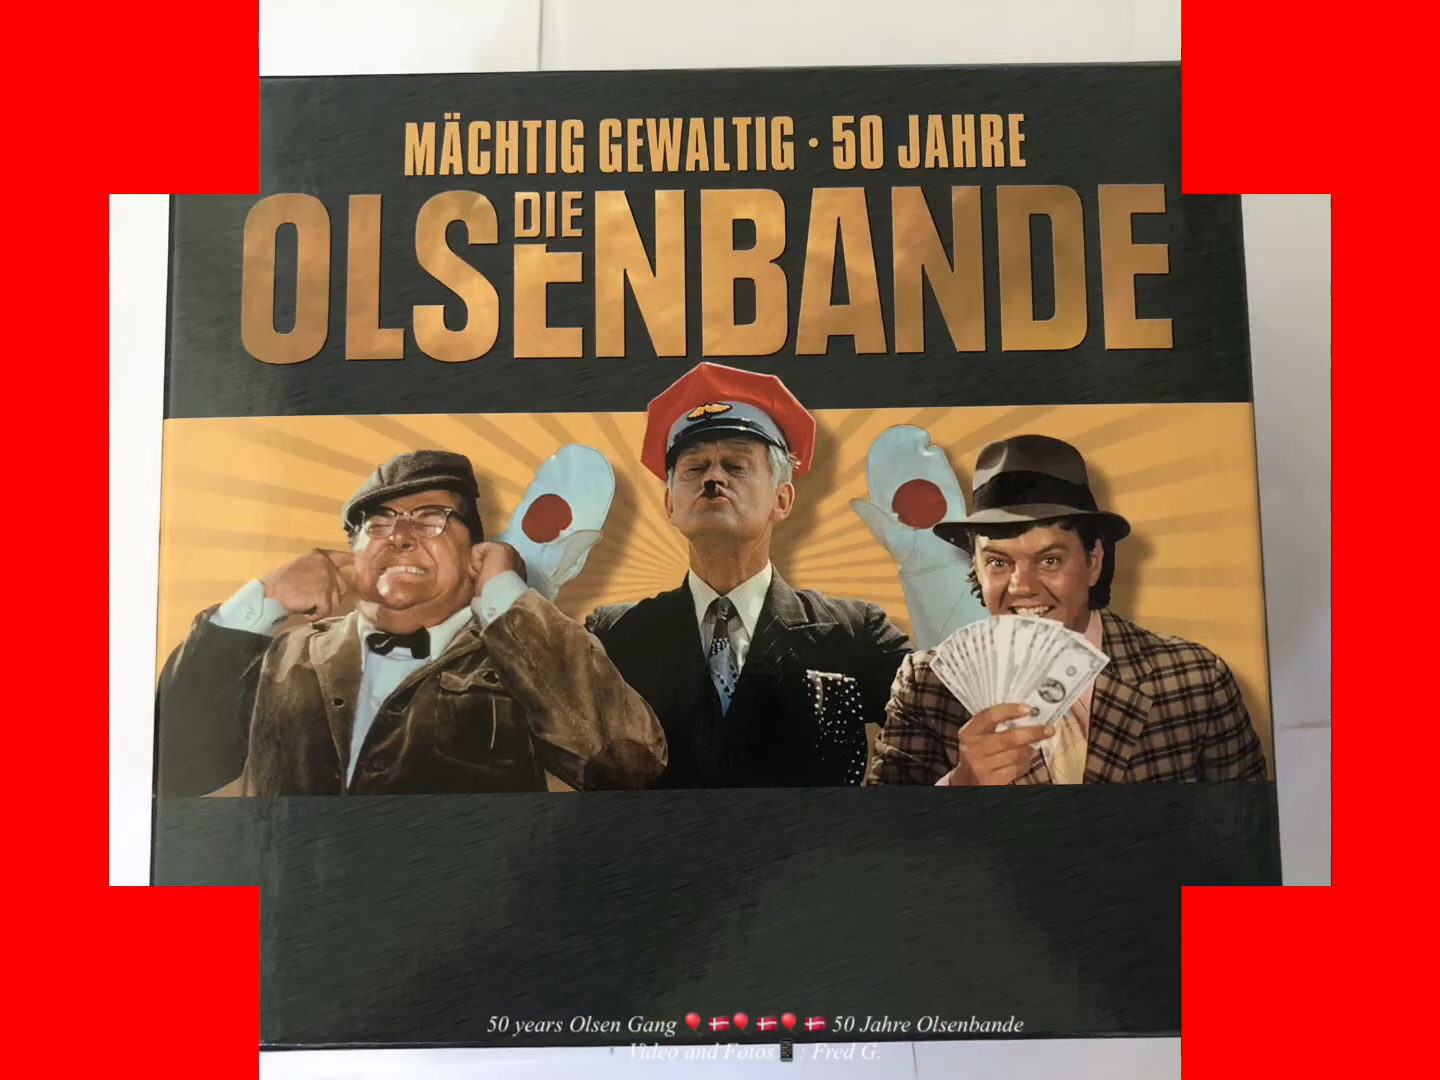 MÄCHTIG GEWALTIG · 50 JAHRE
DIE
OLSENBANDE
50 years Olsen Gang 🎈🇩🇰🎈🇩🇰🎈🇩🇰 50 Jahre Olsenbande
Video and Fotos📱: Fred G.